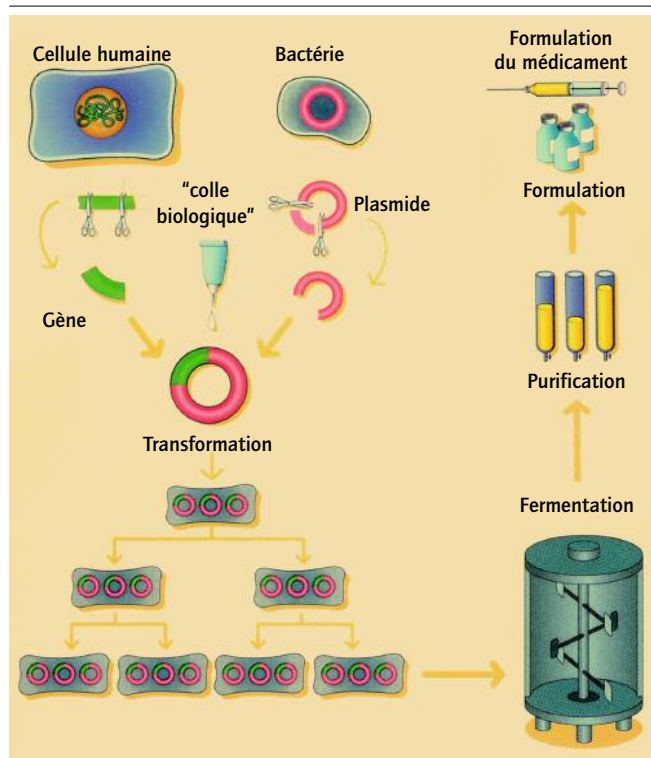 Cellule humaine
Bactérie
Formulation
du médicament
"colle
biologique"
Plasmide
Formulation
Gène
Purification
Transformation
Fermentation